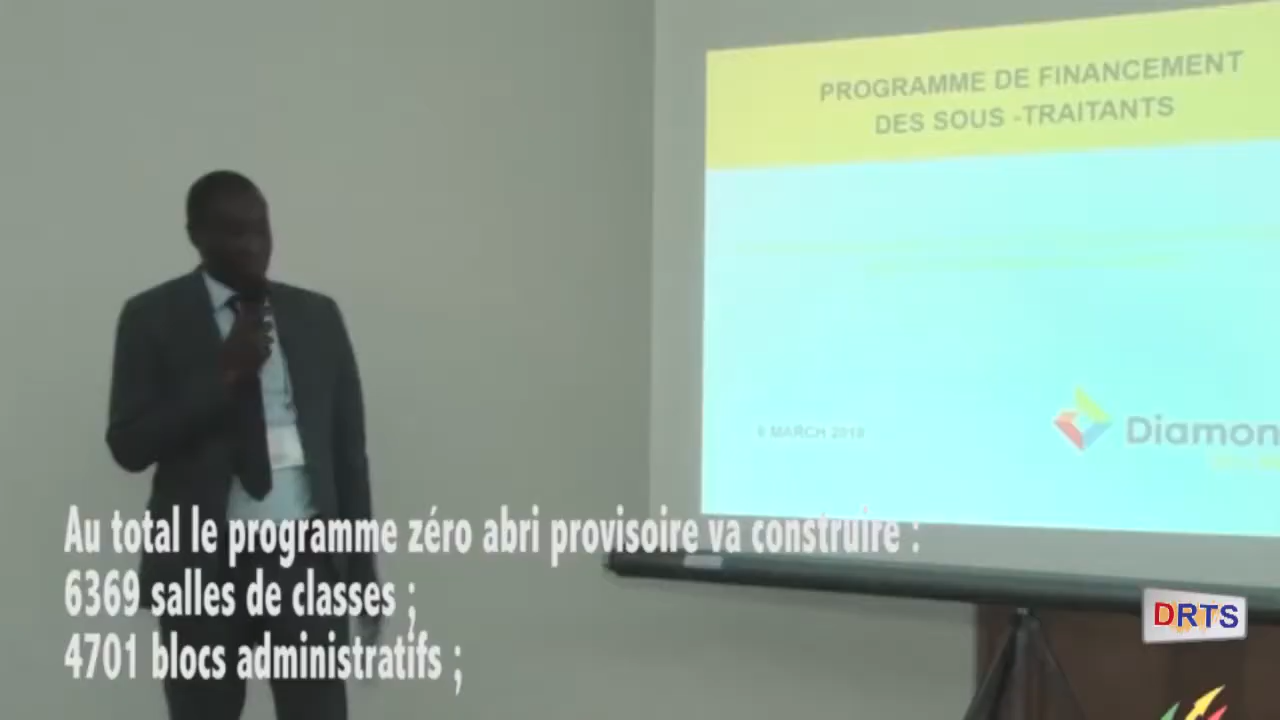 PROGRAMME DE FINANCEMENT
DES SOUS -TRAITANTS
MARCH
Diamon
Au total le programme zéro abri provisoire va construire :
6369 salles de classes ;
4701 blocs administratifs ;
DRTS